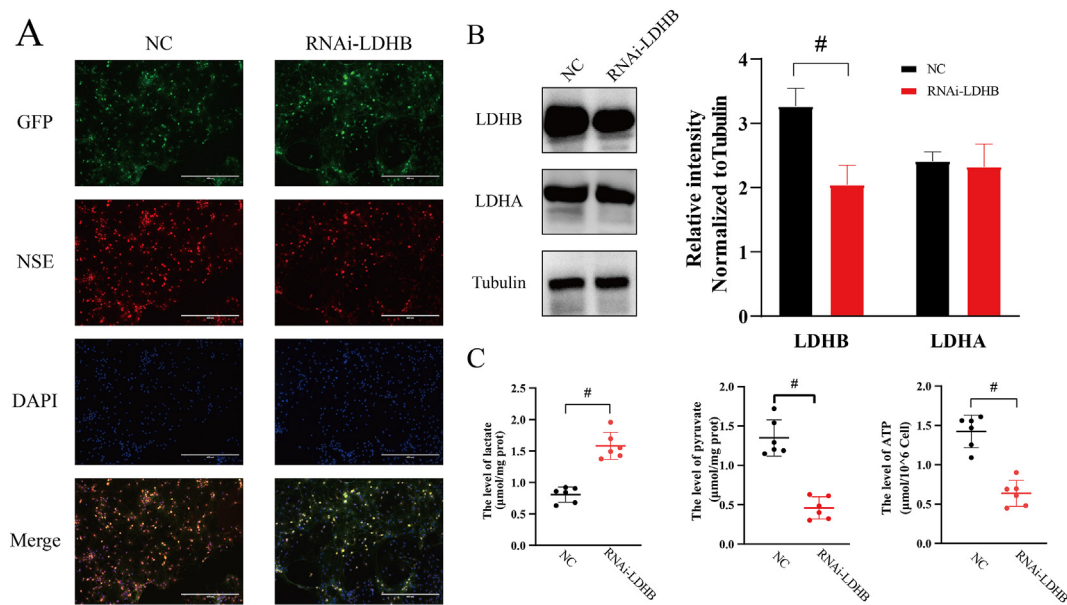 A
NC
RNAi-LDHB
GFP
NSE
DAPI
Merge
B
NC
RNAi-LDHB
LDHB
LDHA
Tubulin
Relative intensity
Normalized toTubulin
4
3
2
1
0
#
NC
RNAi-LDHB
LDHB
LDHA
C
The level of lactate
(μmol/mg prot)
2.5
2.0
1.5
1.0
0.5
0.0
#
NC
RNAi-LDHB
The level of pyruvate
(μmol/mg prot)
2.0
1.5
1.0
0.5
0.0
#
NC
RNAi-LDHB
The level of ATP
(μmol/10^6 Cell)
2.0
1.5
1.0
0.5
0.0
#
NC
RNAi-LDHB